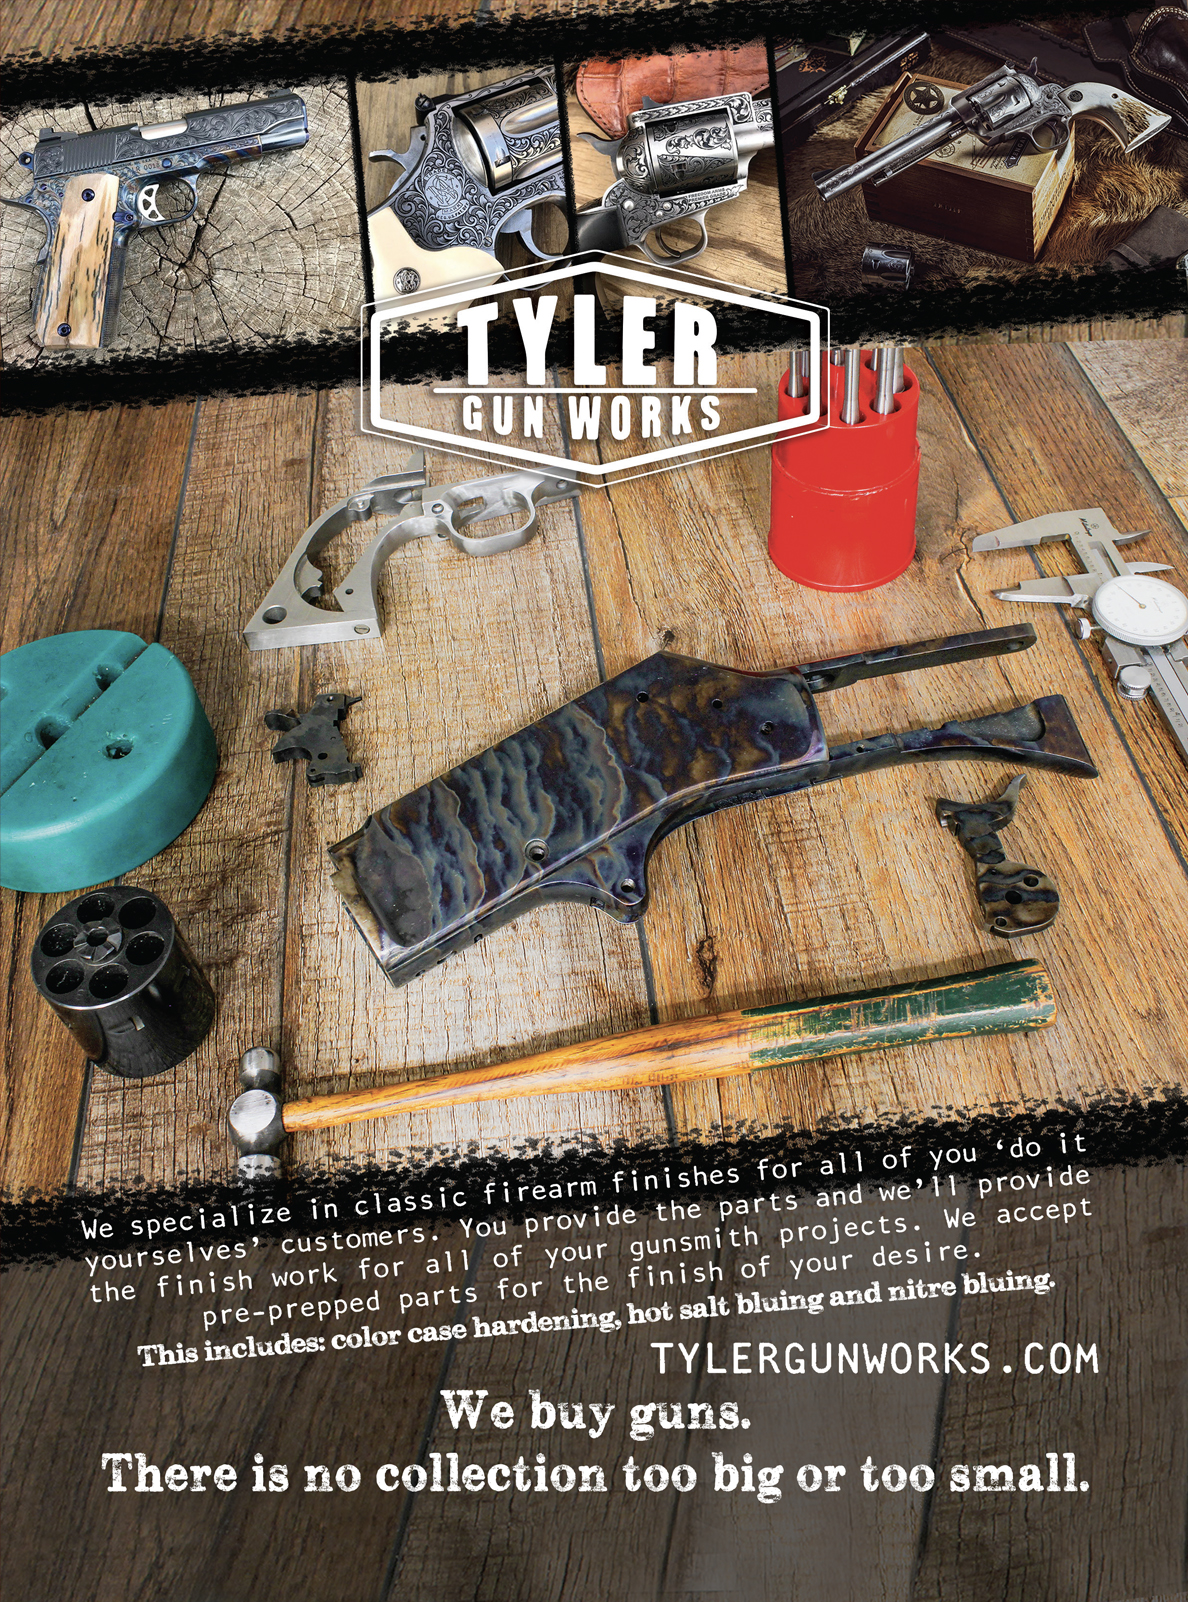 TYLER
GUN WORKS
We specialize in classic firearm finishes for all of you ‘do it
yourselves’ customers. You provide the parts and we’ll provide
the finish work for all of your gunsmith projects. We accept
pre-prepped parts for the finish of your desire.
This includes: color case hardening, hot salt bluing and nitre bluing.
TYLERGUNWORKS.COM
We buy guns.
There is no collection too big or too small.